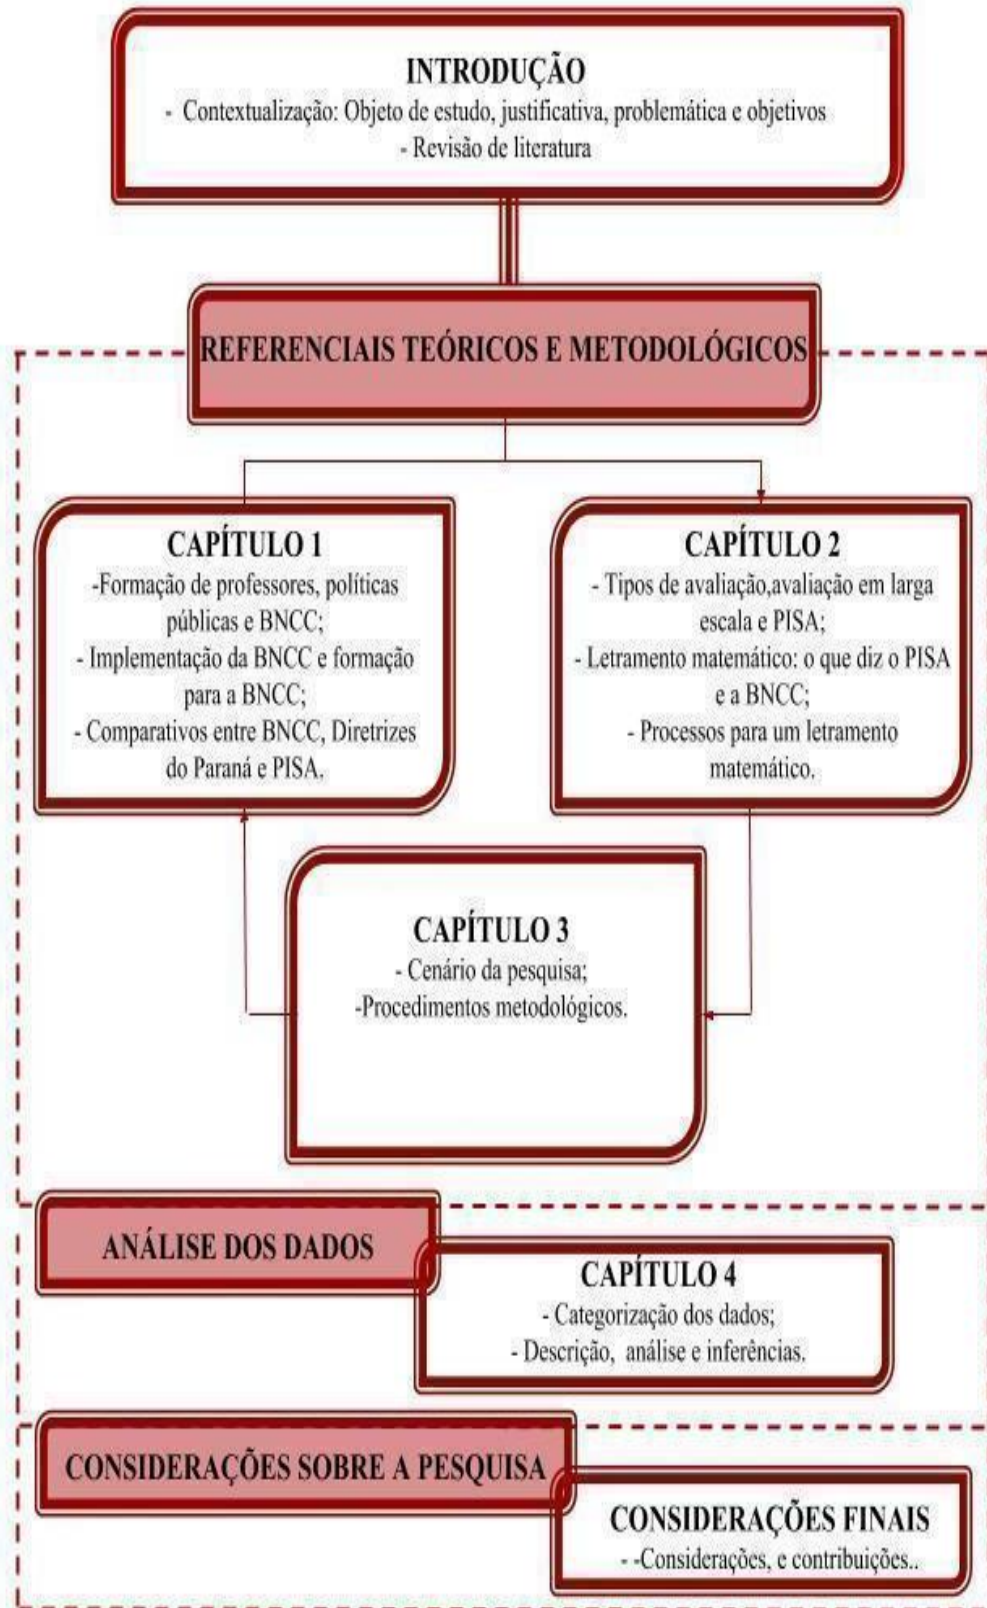 INTRODUÇÃO
- Contextualização: Objeto de estudo, justificativa, problemática e objetivos
- Revisão de literatura
REFERENCIAIS TEÓRICOS E METODOLÓGICOS
CAPÍTULO 1
-Formação de professores, políticas
públicas e BNCC;
- Implementação da BNCC e formação
para a BNCC;
- Comparativos entre BNCC, Diretrizes
do Paraná e PISA.
CAPÍTULO 2
- Tipos de avaliação,avaliação em larga
escala e PISA;
- Letramento matemático: o que diz o PISA
e a BNCC;
- Processos para um letramento
matemático.
CAPÍTULO 3
- Cenário da pesquisa;
-Procedimentos metodológicos.
ANÁLISE DOS DADOS
CAPÍTULO 4
- Categorização dos dados;
- Descrição, análise e inferências.
CONSIDERAÇÕES SOBRE A PESQUISA
CONSIDERAÇÕES FINAIS
- -Considerações, e contribuições..